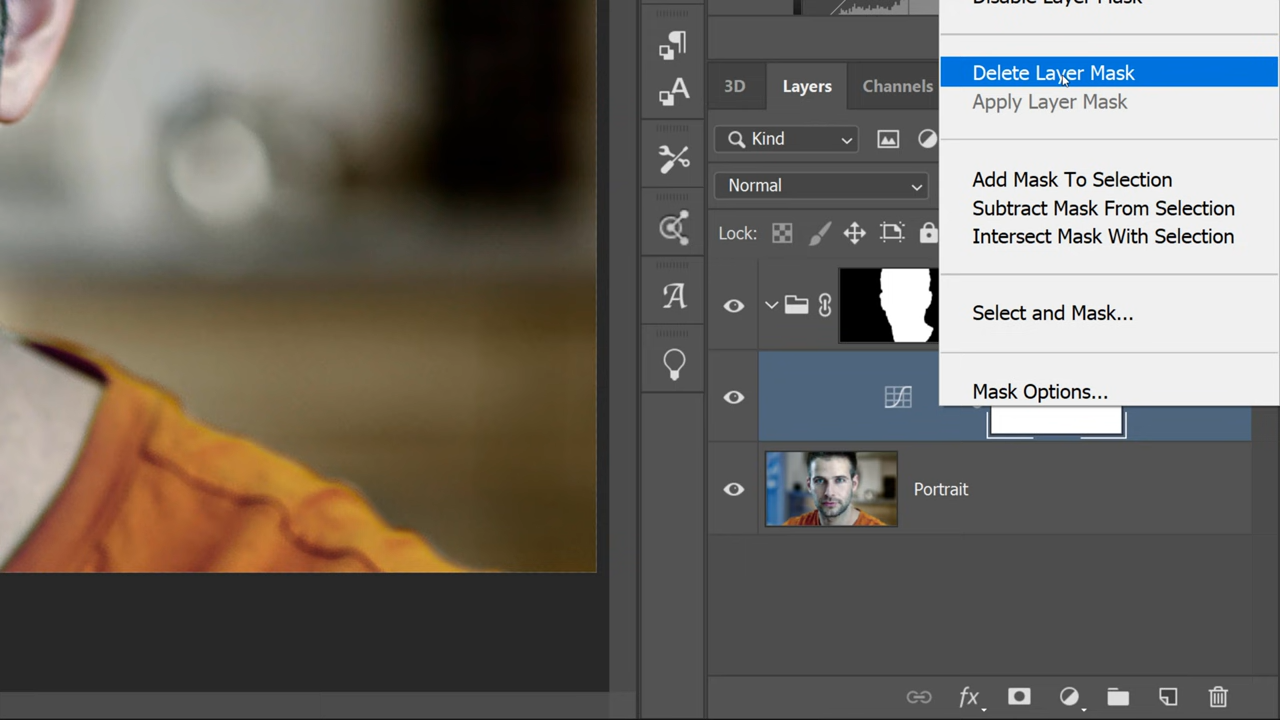 Disable Layer Mask
Delete Layer Mask
Apply Layer Mask
Add Mask To Selection
Subtract Mask From Selection
Intersect Mask With Selection
Select and Mask...
Mask Options...
3D
Layers
Channels
Kind
Normal
Lock:
Portrait
fx